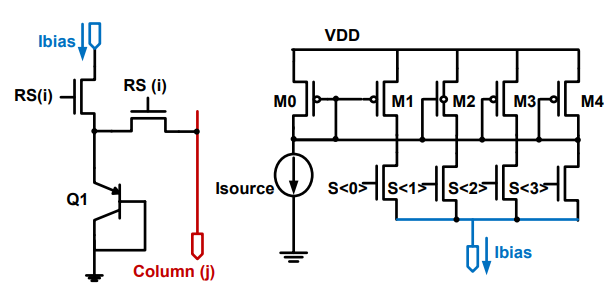 VDD
Ibias
RS(i)
RS (i)
M0
M1
M2
M3
M4
Q1
Isource
S<0>
S<1>
S<2>
S<3>
Ibias
Column (j)